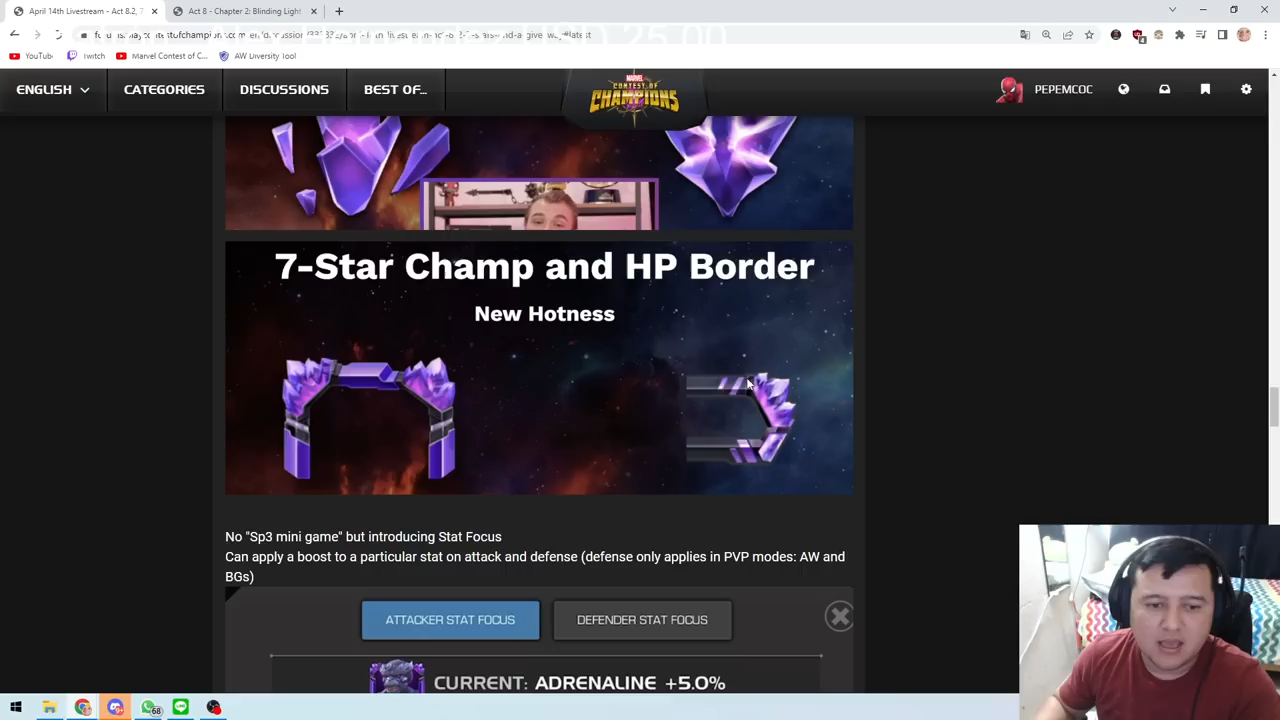 April 14th Livestream - Act 8.2, 7
Act 8 - Chapter 2: Blinding Light
YouTube
Twitch
Marvel Contest of C...
AW Diversity Tool
ENGLISH
CATEGORIES
DISCUSSIONS
BEST OF...
MARVEL
CONTEST OF
CHAMPIONS
PEPEMCOC
7-Star Champ and HP Border
New Hotness
No "Sp3 mini game" but introducing Stat Focus
Can apply a boost to a particular stat on attack and defense (defense only applies in PVP modes: AW and
BGs)
ATTACKER STAT FOCUS
DEFENDER STAT FOCUS
CURRENT: ADRENALINE +5.0%
68